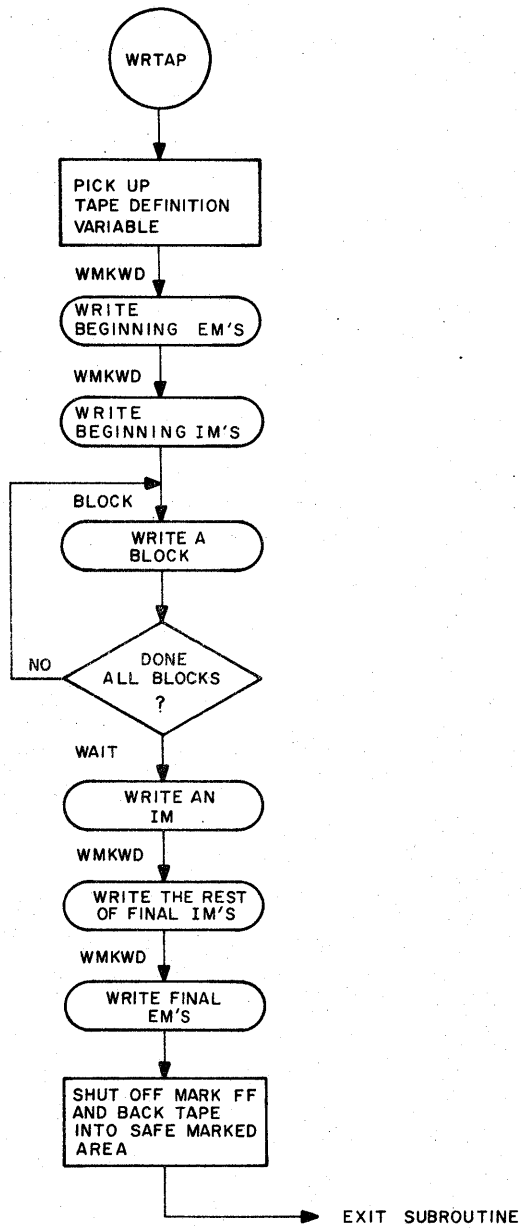 WRTAP
PICK UP
TAPE DEFINITION
VARIABLE
WMKWD
WRITE
BEGINNING EM'S
WMKWD
WRITE
BEGINNING IM'S
BLOCK
WRITE A
BLOCK
NO
DONE
ALL BLOCKS
?
WAIT
WRITE AN
IM
WMKWD
WRITE THE REST
OF FINAL IM'S
WMKWD
WRITE FINAL
EM'S
SHUT OFF MARK FF
AND BACK TAPE
INTO SAFE MARKED
AREA
EXIT SUBROUTINE